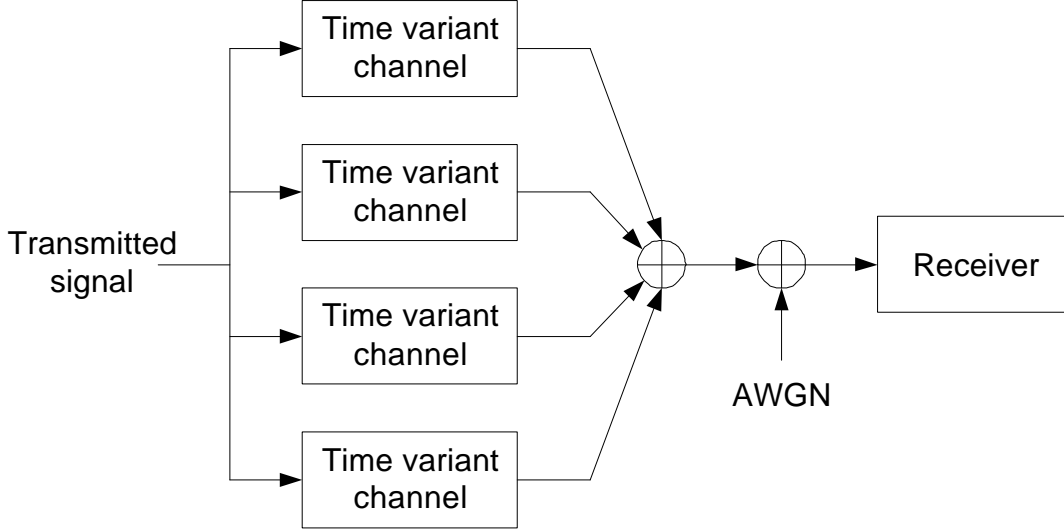 Time variant
channel
Time variant
channel
Transmitted
signal
Receiver
Time variant
channel
AWGN
Time variant
channel